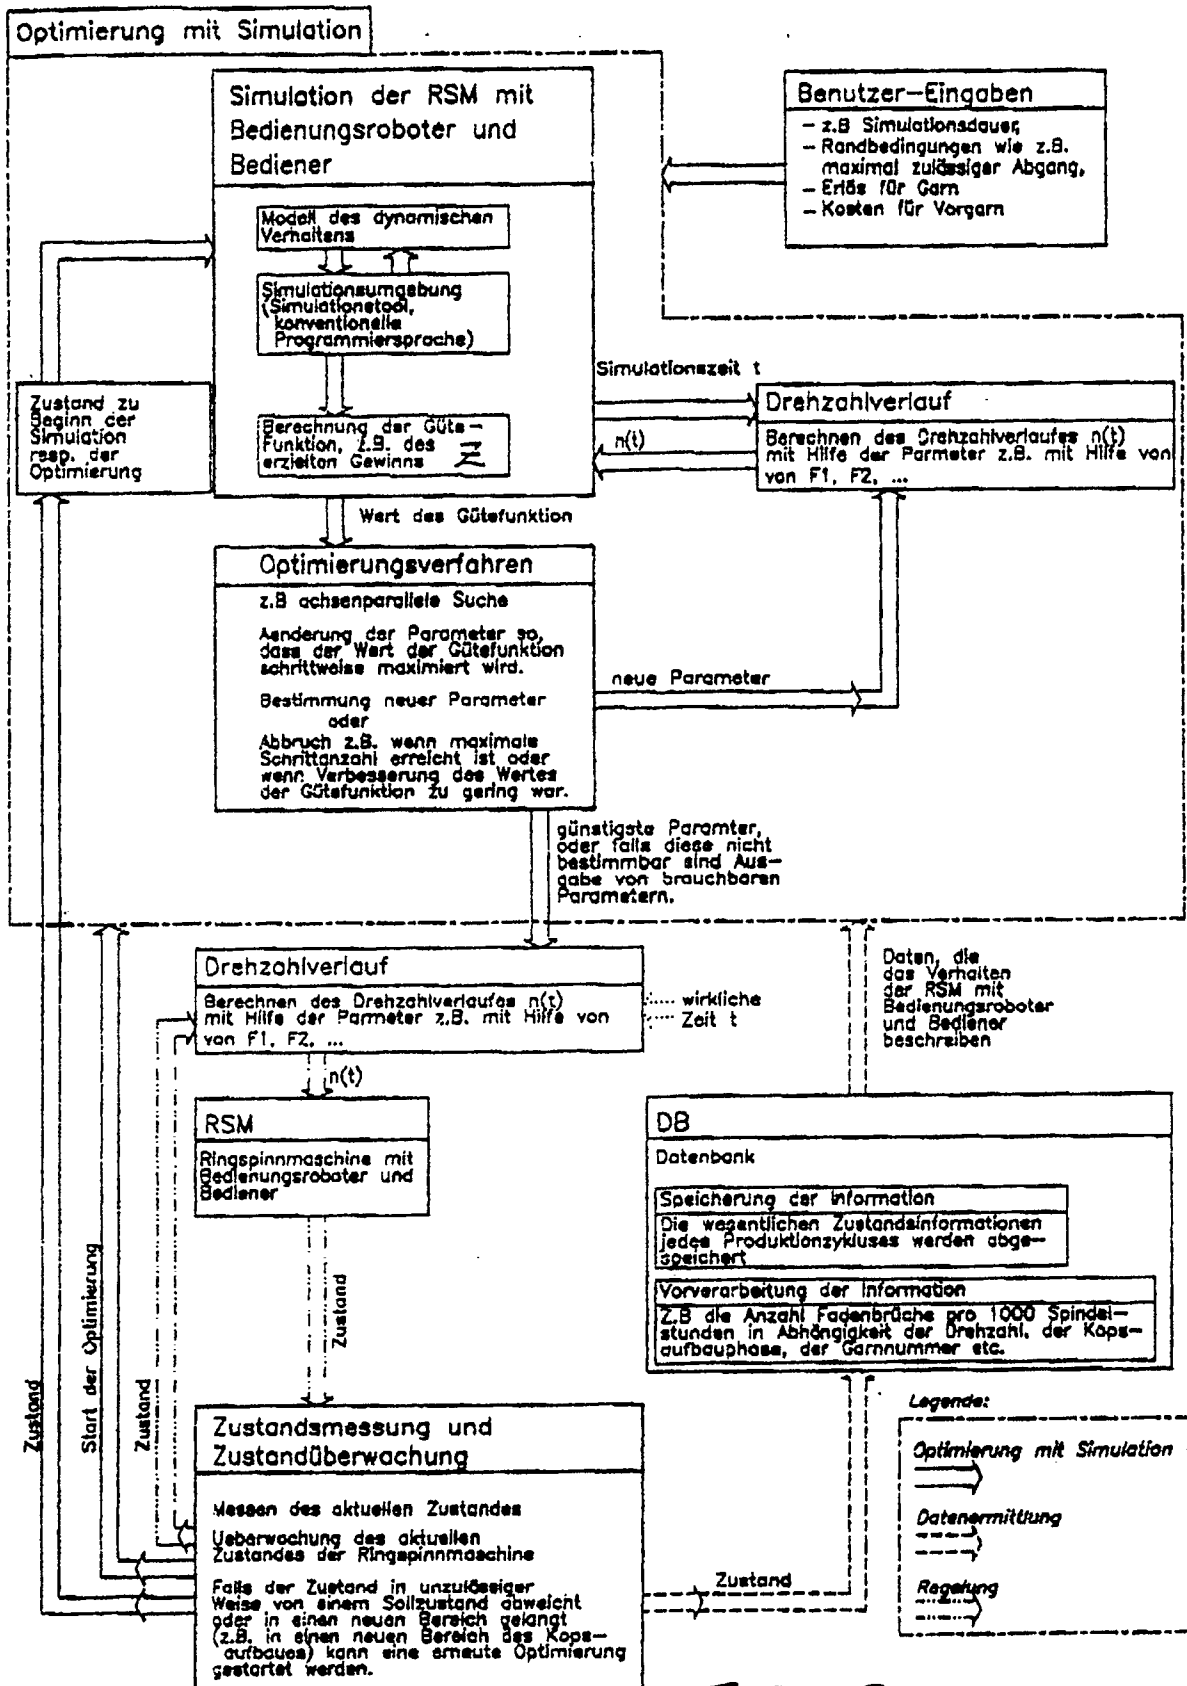 Optimierung mit Simulation
Simulation der RSM mit
Bedienungsroboter und
Bediener
Modell des dynamischen
Verhaltens
Simulationsumgebung
(Simulationstool,
konventionelle
Programmiersprache)
Berechnung der Güte-
Funktion, z.B. des
erzielten Gewinns Z
Benutzer-Eingaben
- z.B Simulationsdauer,
- Randbedingungen wie z.B.
maximal zulässiger Abgang,
- Erlös für Garn
- Kosten für Vorgarn
Zustand zu
Beginn der
Simulation
resp. der
Optimierung
Simulationszeit t
n(t)
Drehzahlverlauf
Berechnen des Drehzahlverlaufes n(t)
mit Hilfe der Parmeter z.B. mit Hilfe von
von F1, F2, ...
Wert des Gütefunktion
Optimierungsverfahren
z.B achsenparallele Suche
Aenderung der Parameter so,
dass der Wert der Gütefunktion
schrittweise maximiert wird.
Bestimmung neuer Parameter
oder
Abbruch z.B. wenn maximale
Schrittanzahl erreicht ist oder
wenn Verbesserung des Wertes
der Gütefunktion zu gering war.
neue Parameter
günstigste Paramter,
oder falls diese nicht
bestimmbar sind Aus-
gabe von brauchbaren
Parametern.
Drehzahlverlauf
Berechnen des Drehzahlverlaufes n(t)
mit Hilfe der Parmeter z.B. mit Hilfe von
von F1, F2, ...
wirkliche
Zeit t
Daten, die
das Verhalten
der RSM mit
Bedienungsroboter
und Bediener
beschreiben
n(t)
RSM
Ringspinnmaschine mit
Bedienungsroboter und
Bediener
DB
Datenbank
Speicherung der Information
Die wesentlichen Zustandsinformationen
jedes Produktionzykluses werden abge-
speichert
Vorverarbeitung der Information
Z.B die Anzahl Fadenbrüche pro 1000 Spindel-
stunden in Abhängigkeit der Drehzahl, der Kops-
aufbauphase, der Garnnummer etc.
Zustand
Start der Optimierung
Zustand
Zustand
Zustandsmessung und
Zustandüberwachung
Messen des aktuellen Zustandes
Ueberwachung des aktuellen
Zustandes der Ringspinnmaschine
Falls der Zustand in unzulässiger
Weise von einem Sollzustand abweicht
oder in einen neuen Bereich gelangt
(z.B. in einen neuen Bereich des Kops-
aufbaues) kann eine erneute Optimierung
gestartet werden.
Zustand
Legende:
Optimierung mit Simulation
Datenermittlung
Regelung